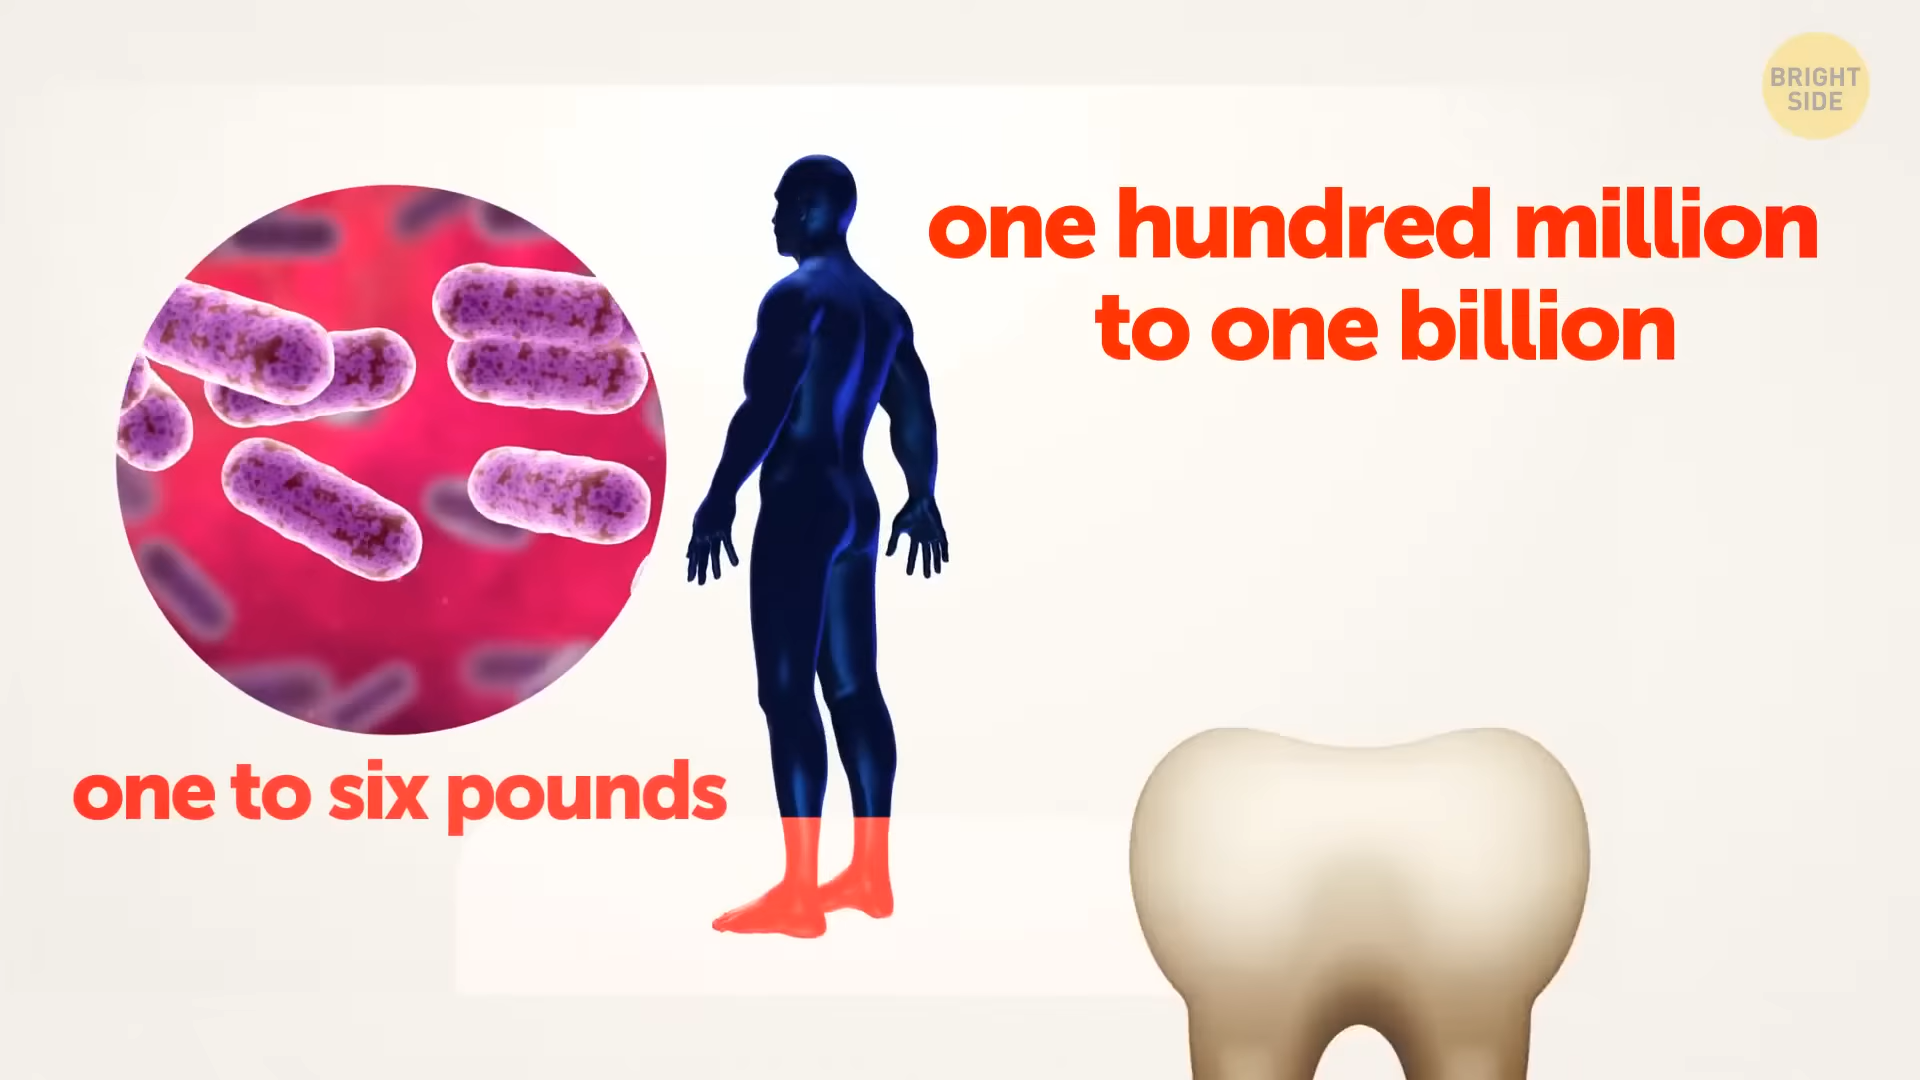 BRIGHT
SIDE
one hundred million
to one billion
one to six pounds